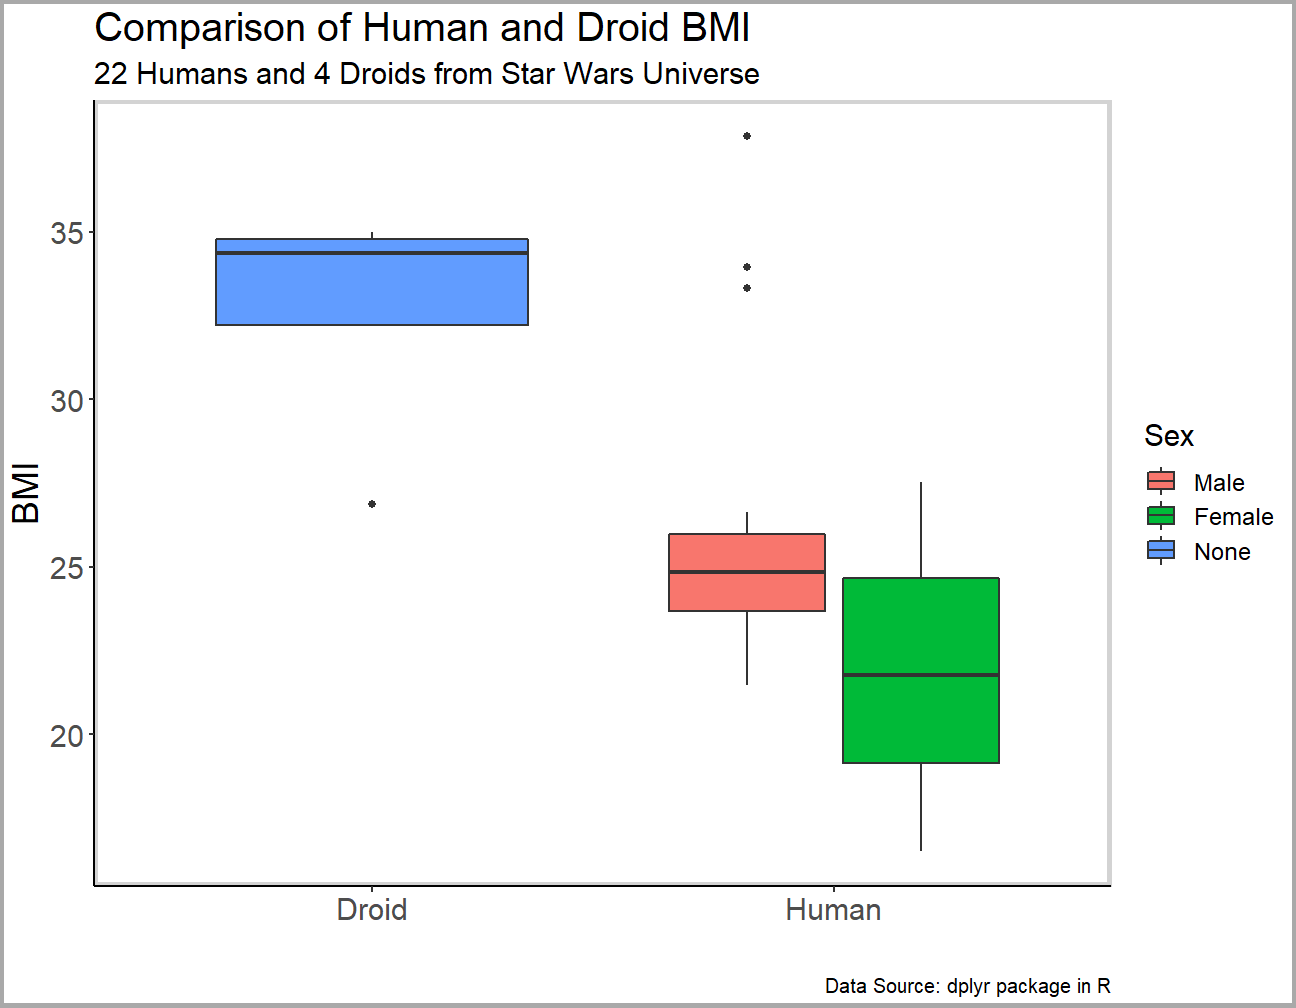 Comparison of Human and Droid BMI
22 Humans and 4 Droids from Star Wars Universe
BMI
35
30
25
20
Droid
Human
Sex
Male
Female
None
Data Source: dplyr package in R